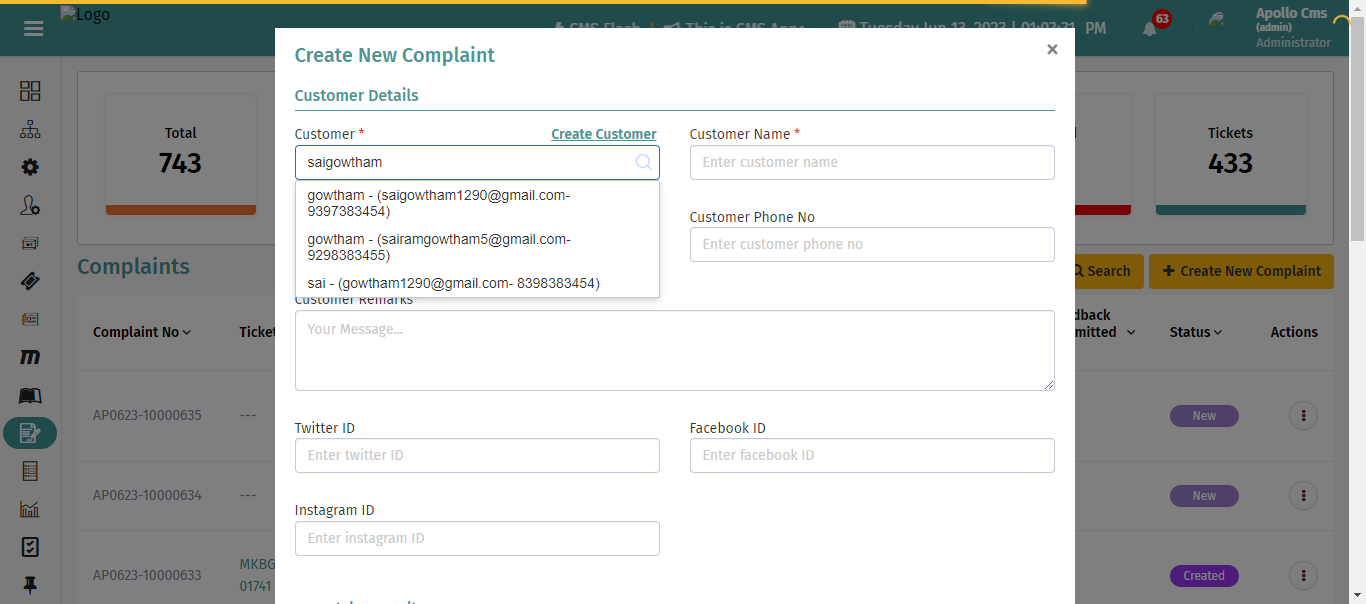 Logo
CMS Flash | This is CMS Apps
Tuesday Jun 13, 2023 | 01:03:31 PM
63
Apollo Cms
(admin)
Administrator
Create New Complaint
×
Customer Details
Customer *
Create Customer
Customer Name *
saigowtham
Enter customer name
gowtham - (saigowtham1290@gmail.com-
9397383454)
gowtham - (sairamgowtham5@gmail.com-
9298383455)
sai - (gowtham1290@gmail.com- 8398383454)
Customer Phone No
Enter customer phone no
Customer Remarks
Your Message...
Twitter ID
Facebook ID
Enter twitter ID
Enter facebook ID
Instagram ID
Enter instagram ID
Total
743
Tickets
433
Complaints
Search
Create New Complaint
Complaint No
Status
Actions
AP0623-10000635
---
New
AP0623-10000634
---
New
AP0623-10000633
MKBG
01741
Created